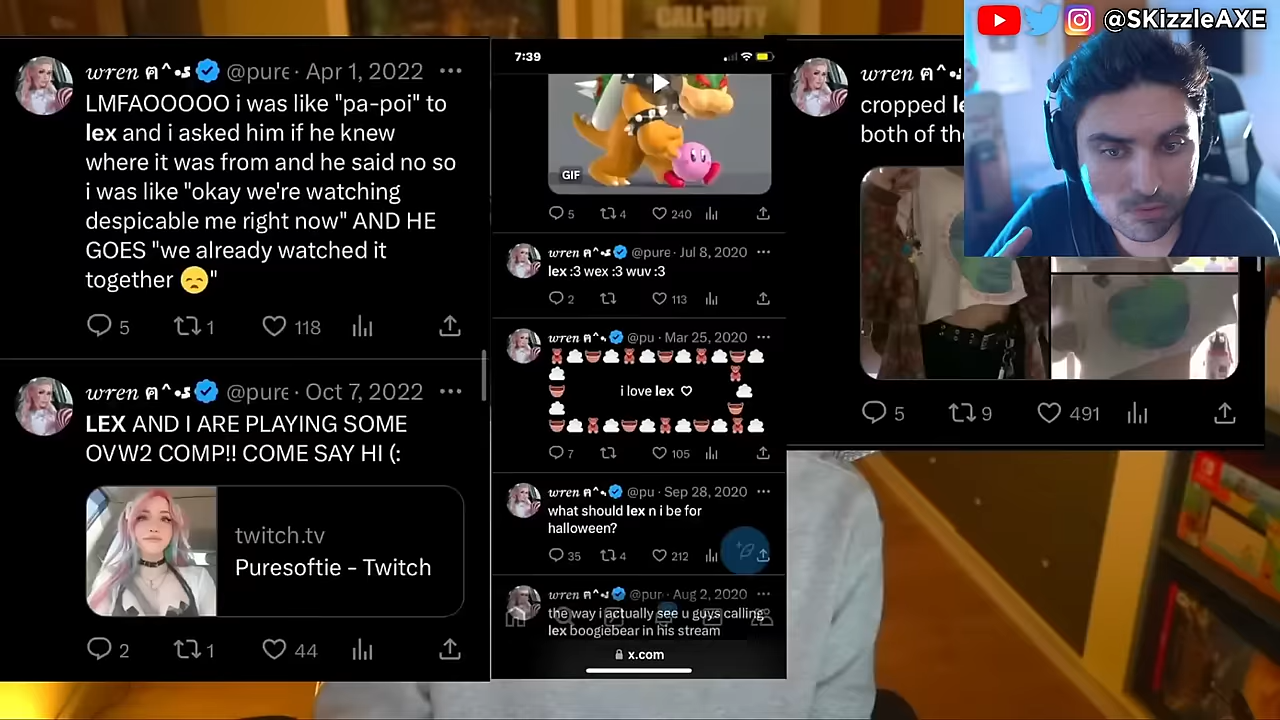 CALL-DUTY
@SKizzleAXE
wren ฅ^•ﻌ @pure · Apr 1, 2022 ···
LMFAOOOOO i was like "pa-poi" to
lex and i asked him if he knew
where it was from and he said no so
i was like "okay we're watching
despicable me right now" AND HE
GOES "we already watched it
together 😞"
5 1 118
wren ฅ^•ﻌ @pure · Oct 7, 2022 ···
LEX AND I ARE PLAYING SOME
OVW2 COMP!! COME SAY HI (:
twitch.tv
Puresoftie - Twitch
2 1 44
7:39
GIF
5 4 240
wren ฅ^•ﻌ @pure · Jul 8, 2020 ···
lex :3 wex :3 wuv :3
2 113
wren ฅ^• @pu · Mar 25, 2020 ···
i love lex ♡
7 105
wren ฅ^• @pu · Sep 28, 2020 ···
what should lex n i be for
halloween?
35 4 212
wren ฅ^•ﻌ @pur · Aug 2, 2020 ···
the way i actually see u guys calling
lex boogiebear in his stream
x.com
wren ฅ^•ﻌ
cropped
both of
5 9 491